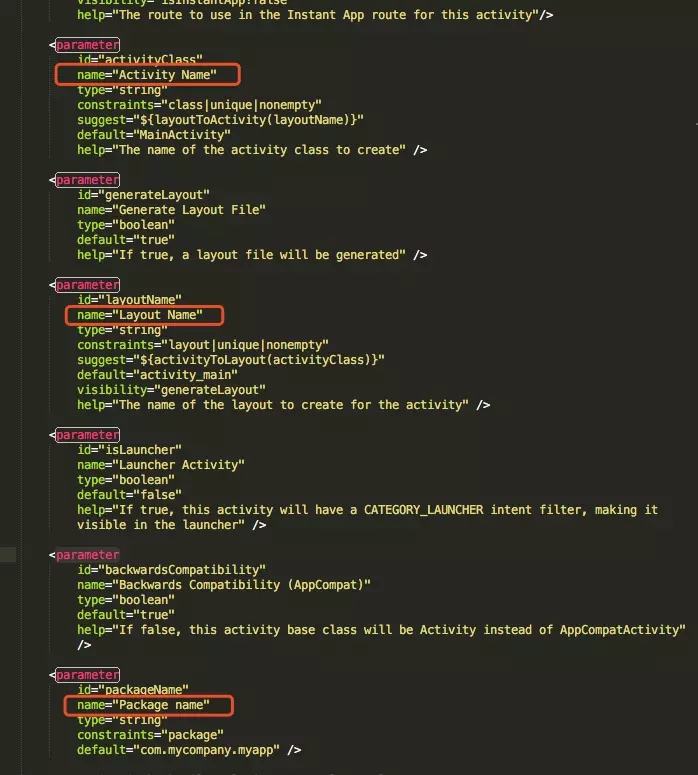 visibility="isInstantApp!false
help="The route to use in the Instant App route for this activity"/>
<parameter
id="activityClass"
name="Activity Name"
type="string"
constraints="class|unique|nonempty"
suggest="${layoutToActivity(layoutName)}"
default="MainActivity"
help="The name of the activity class to create" />
<parameter
id="generateLayout"
name="Generate Layout File"
type="boolean"
default="true"
help="If true, a layout file will be generated" />
<parameter
id="layoutName"
name="Layout Name"
type="string"
constraints="layout|unique|nonempty"
suggest="${activityToLayout(activityClass)}"
default="activity_main"
visibility="generateLayout"
help="The name of the layout to create for the activity" />
<parameter
id="isLauncher"
name="Launcher Activity"
type="boolean"
default="false"
help="If true, this activity will have a CATEGORY_LAUNCHER intent filter, making it
visible in the launcher" />
<parameter
id="backwardsCompatibility"
name="Backwards Compatibility (AppCompat)"
type="boolean"
default="true"
help="If false, this activity base class will be Activity instead of AppCompatActivity"
/>
<parameter
id="packageName"
name="Package name"
type="string"
constraints="package"
default="com.mycompany.myapp" />